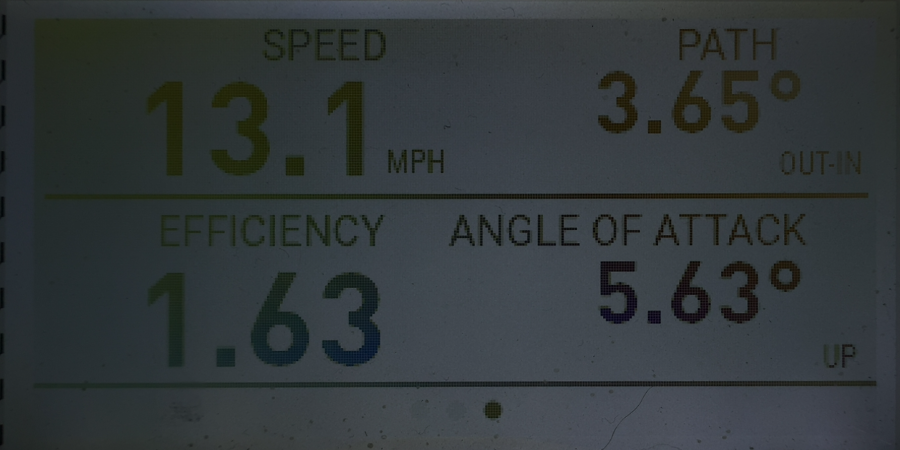 SPEED
13.1 MPH
PATH
3.65°
OUT-IN
EFFICIENCY
1.63
ANGLE OF ATTACK
5.63°
UP